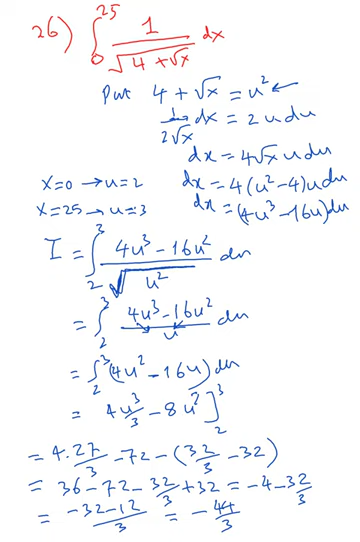 26) ∫₀²⁵ 1/√(4+√x) dx
Put 4+√x = u² ←
1/(2√x) dx = 2u du
dx = 4√x u du
x=0 → u=2 dx = 4(u²-4)u du
x=25 → u=3 dx = (4u³-16u)du
I = ∫₂³ (4u³-16u²)/√(u²) du
= ∫₂³ (4u³-16u²)/u du
= ∫₂³ (4u²-16u) du
= 4u³/3 - 8u² ]₂³
= 4.27/3 - 72 - (32/3 - 32)
= 36-72-32/3+32 = -4-32/3
= (-32-12)/3 = -44/3